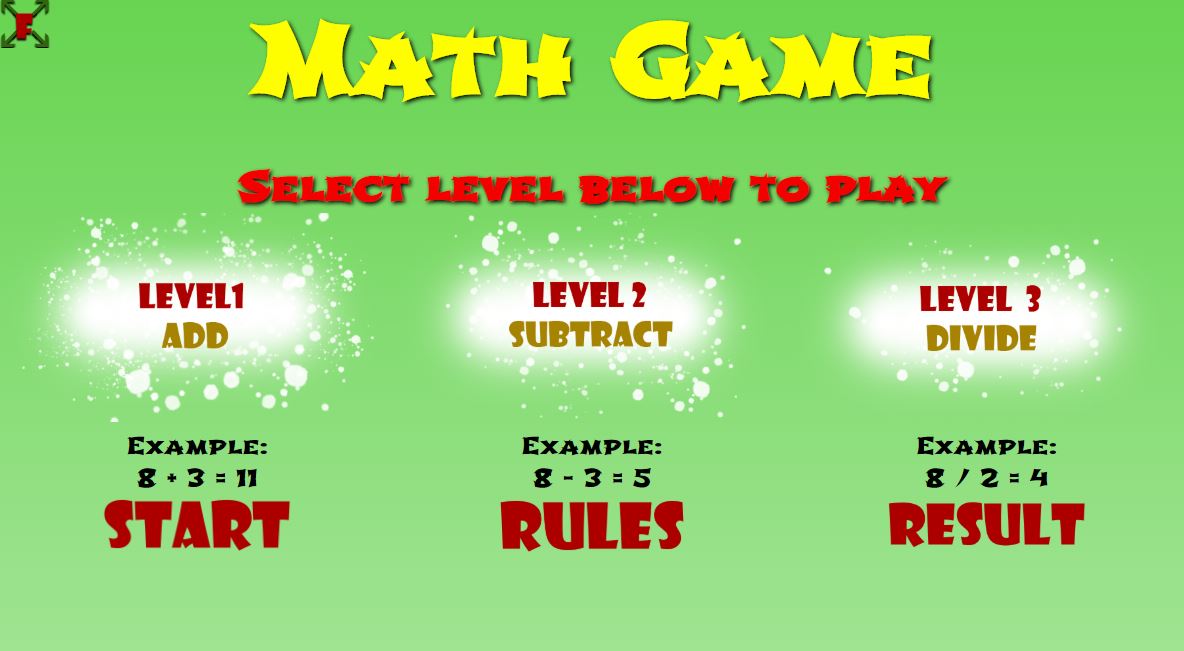 F
Math Game
Select level below to play
LEVEL1
ADD
LEVEL 2
SUBTRACT
LEVEL 3
DIVIDE
Example:
8 + 3 = 11
Example:
8 - 3 = 5
Example:
8 / 2 = 4
START
RULES
RESULT